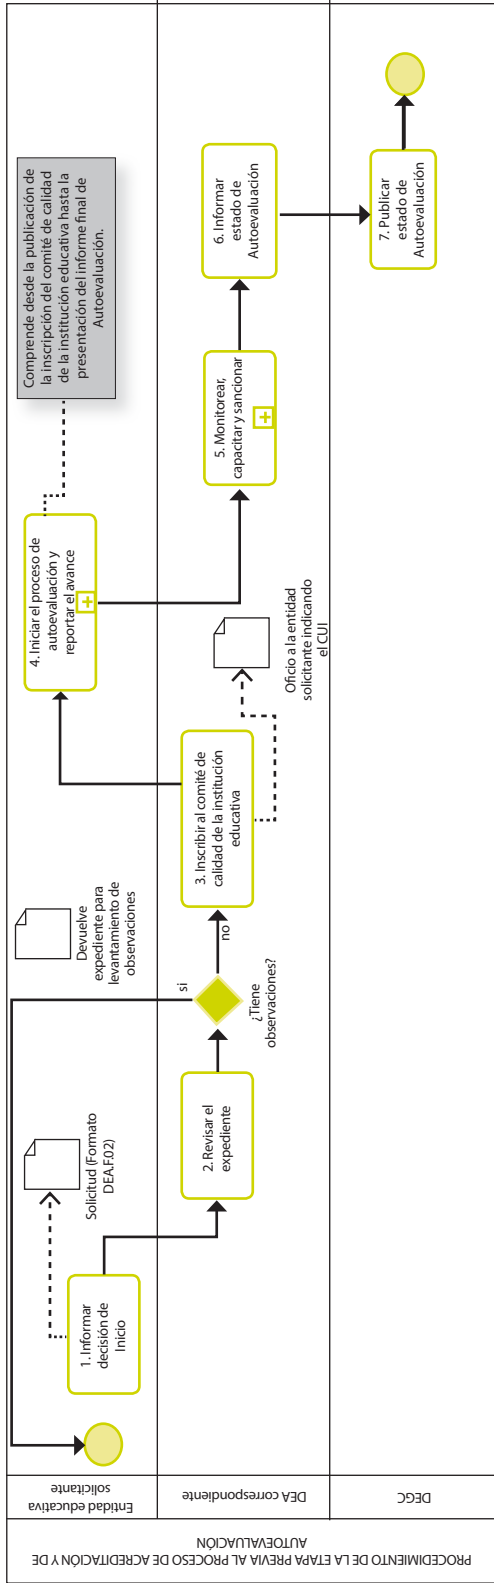 PROCEDIMIENTO DE LA ETAPA PREVIA AL PROCESO DE ACREDITACIÓN Y DE
AUTOEVALUACIÓN
Entidad educativa
solicitante
DEA correspondiente
DEGC
1. Informar
decisión de
Inicio
Solicitud (Formato
DEA.F.02)
2. Revisar el
expediente
¿Tiene
observaciones?
si
no
Devuelve
expediente para
levantamiento de
observaciones
3. Inscribir al comité de
calidad de la institución
educativa
Oficio a la entidad
solicitante indicando
el CUI
4. Iniciar el proceso de
autoevaluación y
reportar el avance
Comprende desde la publicación de
la inscripción del comité de calidad
de la institución educativa hasta la
presentación del informe final de
Autoevaluación.
5. Monitorear,
capacitar y sancionar
6. Informar
estado de
Autoevaluación
7. Publicar
estado de
Autoevaluación